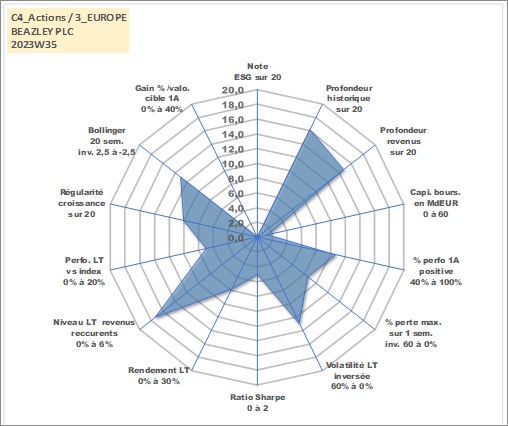 C4_Actions / 3_EUROPE
BEAZLEY PLC
2023W35
Note
ESG sur 20
Profondeur
historique
sur 20
Profondeur
revenus
sur 20
Capi. bours.
en MdEUR
0 à 60
% perfo 1A
positive
40% à 100%
% perte max.
sur 1 sem.
inv. 60 à 0%
Volatilité LT
inversée
60% à 0%
Ratio Sharpe
0 à 2
Rendement LT
0% à 30%
Niveau LT revenus
reccurents
0% à 6%
Perfo. LT
vs index
0% à 20%
Régularité
croissance
sur 20
Bollinger
20 sem.
inv. 2,5 à -2,5
Gain % /valo.
cible 1A
0% à 40%
20,0
18,0
16,0
14,0
12,0
10,0
8,0
6,0
4,0
2,0
0,0